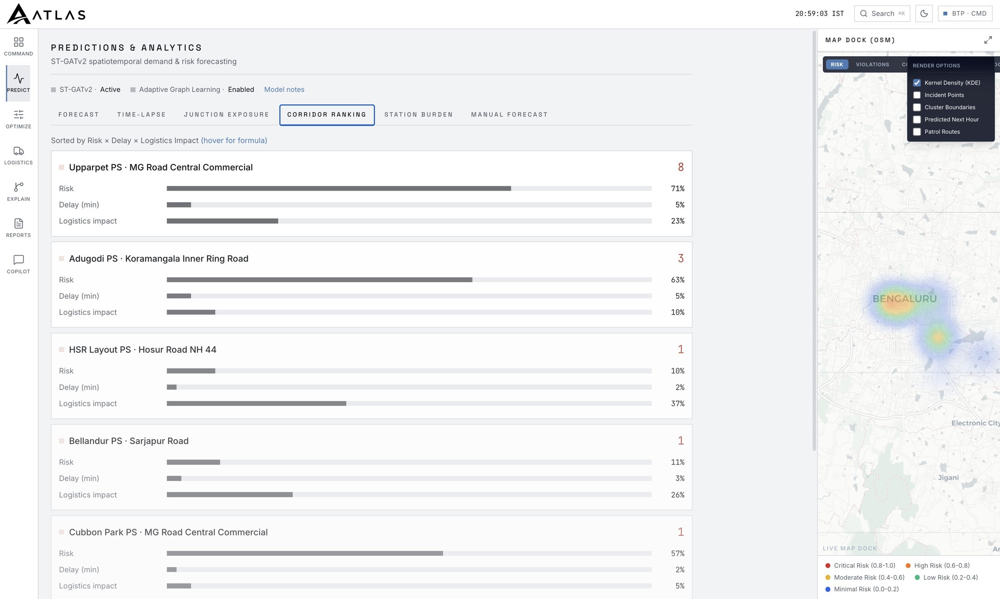 ATLAS
20:59:03 IST
Search ⌘K
BTP · CMD
COMMAND
PREDICT
OPTIMIZE
LOGISTICS
EXPLAIN
REPORTS
COPILOT
PREDICTIONS & ANALYTICS
ST-GATv2 spatiotemporal demand & risk forecasting
ST-GATv2 · Active Adaptive Graph Learning · Enabled Model notes
FORECAST TIME-LAPSE JUNCTION EXPOSURE CORRIDOR RANKING STATION BURDEN MANUAL FORECAST
Sorted by Risk × Delay × Logistics Impact (hover for formula)
Upparpet PS · MG Road Central Commercial 8
Risk 71%
Delay (min) 5%
Logistics impact 23%
Adugodi PS · Koramangala Inner Ring Road 3
Risk 63%
Delay (min) 5%
Logistics impact 10%
HSR Layout PS · Hosur Road NH 44 1
Risk 10%
Delay (min) 2%
Logistics impact 37%
Bellandur PS · Sarjapur Road 1
Risk 11%
Delay (min) 3%
Logistics impact 26%
Cubbon Park PS · MG Road Central Commercial 1
Risk 57%
Delay (min) 2%
Logistics impact 5%
MAP DOCK (OSM)
RISK VIOLATIONS
RENDER OPTIONS
Kernel Density (KDE)
Incident Points
Cluster Boundaries
Predicted Next Hour
Patrol Routes
BENGALURU
Electronic City
Jigani
LIVE MAP DOCK
Critical Risk (0.8-1.0) High Risk (0.6-0.8)
Moderate Risk (0.4-0.6) Low Risk (0.2-0.4)
Minimal Risk (0.0-0.2)